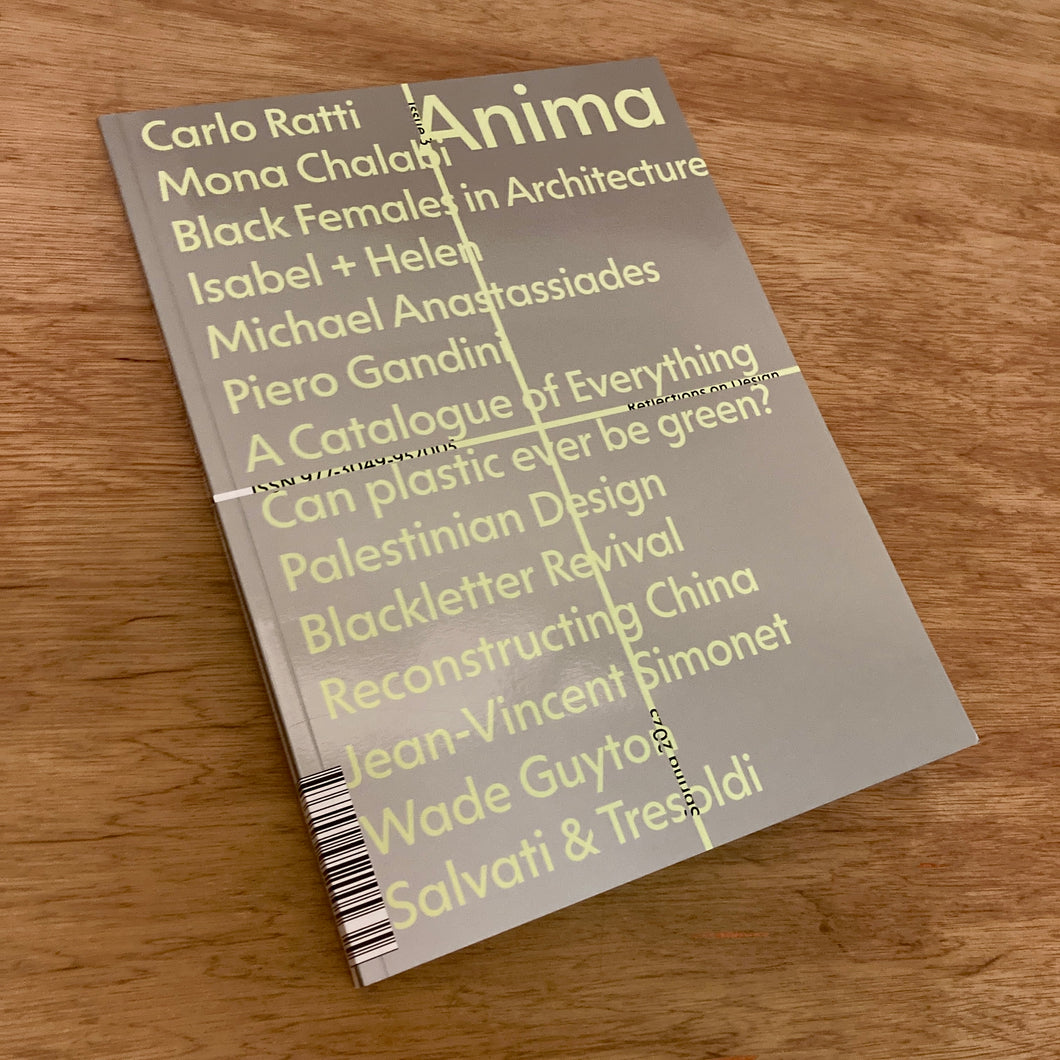 Anima
Issue 3
Carlo Ratti
Mona Chalabi
Black Females in Architecture
Isabel + Helen
Michael Anastassiades
Piero Gandini
A Catalogue of Everything
Reflections on Design
ISSN 977-3049-952005
Can plastic ever be green?
Palestinian Design
Blackletter Revival
Reconstructing China
Jean-Vincent Simonet
Wade Guyton
Spring 2025
Salvati & Tresoldi